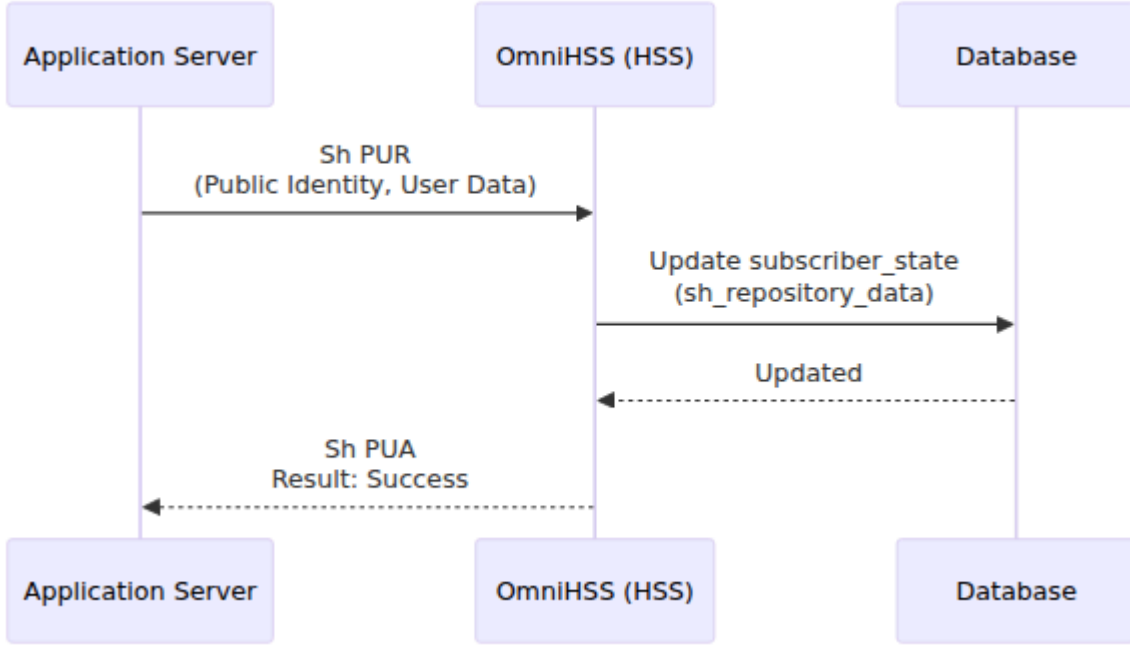 Application Server
OmniHSS (HSS)
Database
Sh PUR
(Public Identity, User Data)
Update subscriber_state
(sh_repository_data)
Updated
Sh PUA
Result: Success
Application Server
OmniHSS (HSS)
Database